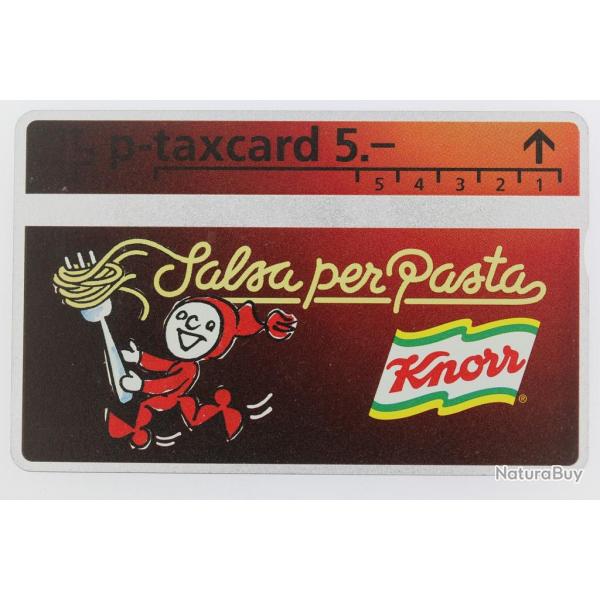 p-taxcard 5.–
5 4 3 2 1
Salsa per Pasta
Knorr®
NaturaBuy